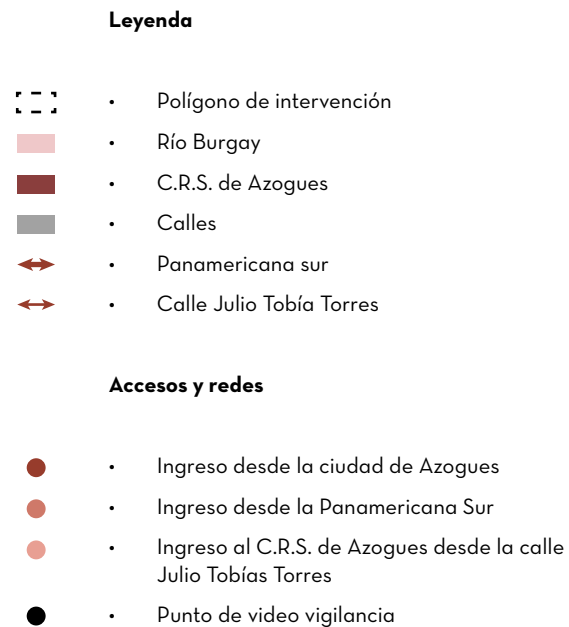 Leyenda
• Polígono de intervención
• Río Burgay
• C.R.S. de Azogues
• Calles
• Panamericana sur
• Calle Julio Tobía Torres
Accesos y redes
• Ingreso desde la ciudad de Azogues
• Ingreso desde la Panamericana Sur
• Ingreso al C.R.S. de Azogues desde la calle
Julio Tobías Torres
• Punto de video vigilancia